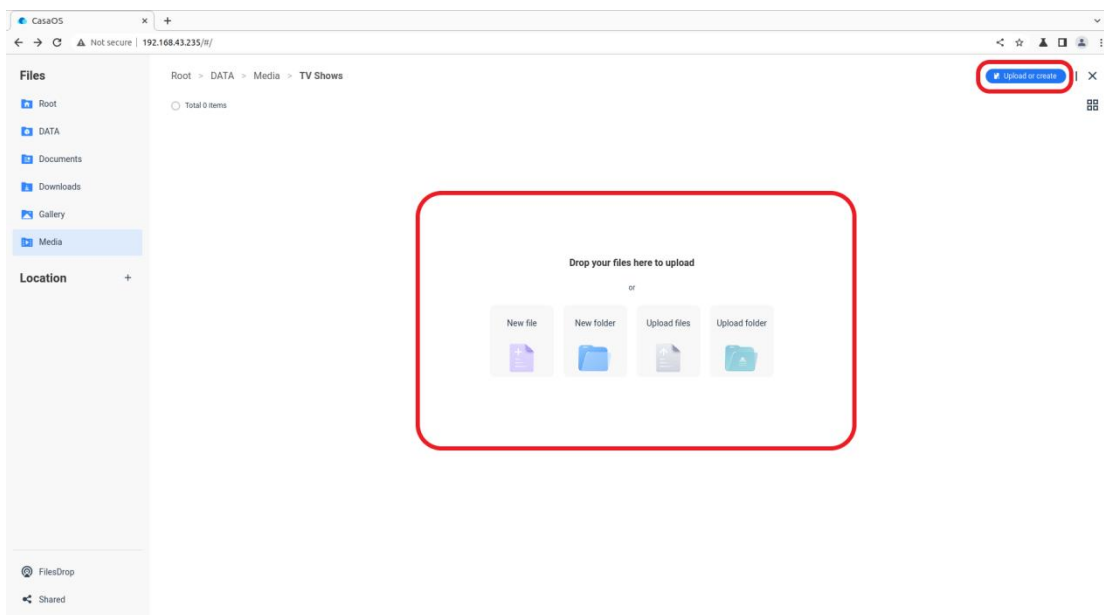 CasaOS
Not secure | 192.168.43.235/#/
Files
Root > DATA > Media > TV Shows
Upload or create
Root
Total 0 items
DATA
Documents
Downloads
Gallery
Media
Location +
Drop your files here to upload
or
New file
New folder
Upload files
Upload folder
FilesDrop
Shared